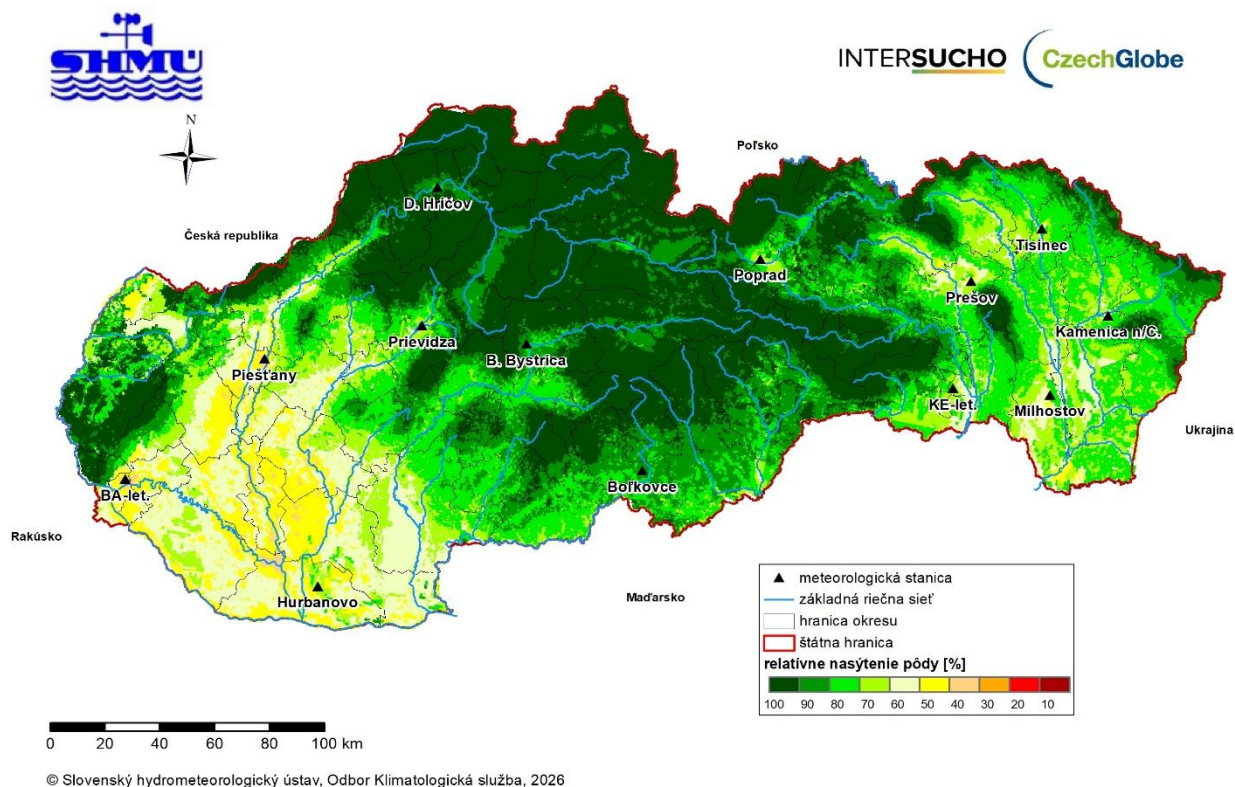 SHMÚ
INTERSUCHO
CzechGlobe
N
Poľsko
Česká republika
D. Hričov
Tisinec
Poprad
Prešov
Kamenica n/C.
Prievidza
B. Bystrica
Piešťany
KE-let.
Milhostov
Ukrajina
Boľkovce
BA-let.
Rakúsko
Hurbanovo
Maďarsko
meteorologická stanica
základná riečna sieť
hranica okresu
štátna hranica
relatívne nasýtenie pôdy [%]
100 90 80 70 60 50 40 30 20 10
0 20 40 60 80 100 km
© Slovenský hydrometeorologický ústav, Odbor Klimatologická služba, 2026